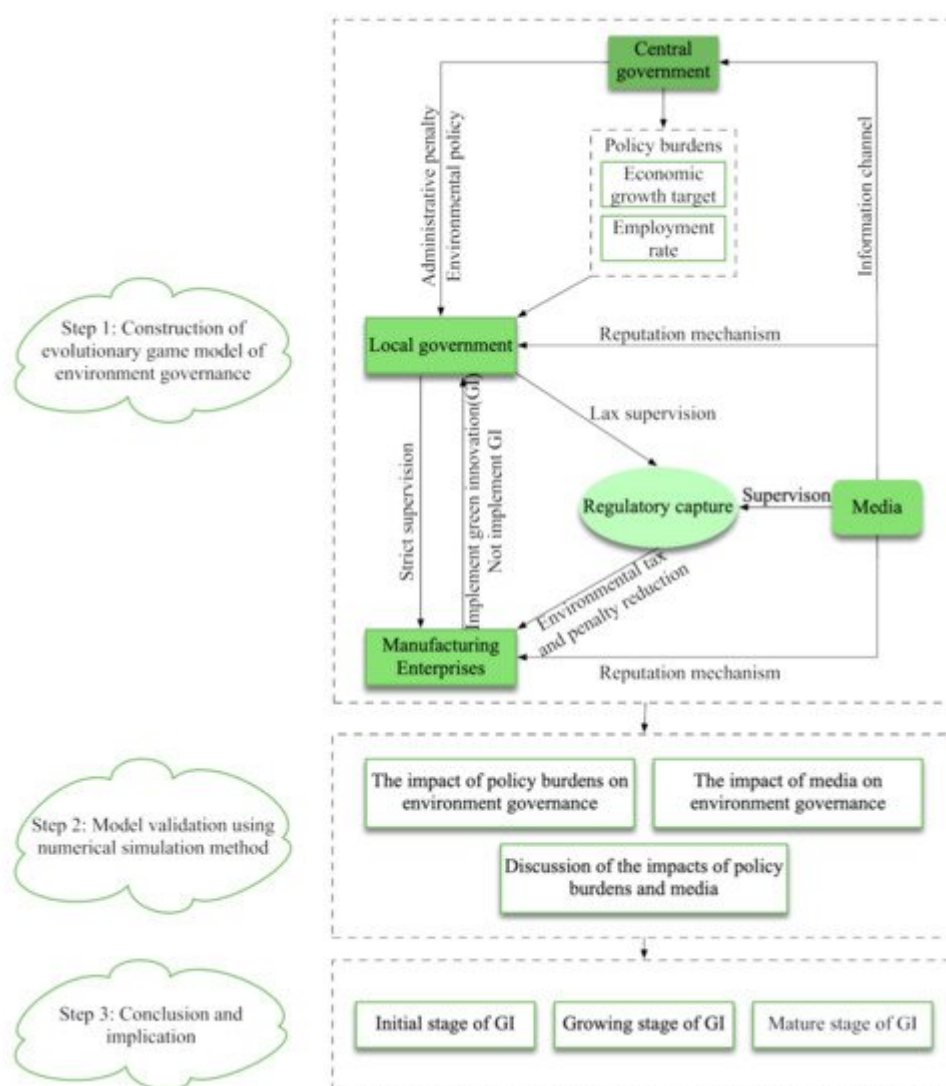 Central
government
Administrative penalty
Environmental policy
Policy burdens
Economic
growth target
Employment
rate
Information channel
Step 1: Construction of
evolutionary game model of
environment governance
Local government
Reputation mechanism
Lax supervision
Strict supervision
Implement green innovation(GI)
Not implement GI
Regulatory capture
Supervison
Media
Environmental tax
and penalty reduction
Manufacturing
Enterprises
Reputation mechanism
Step 2: Model validation using
numerical simulation method
The impact of policy burdens on
environment governance
The impact of media on
environment governance
Discussion of the impacts of policy
burdens and media
Step 3: Conclusion and
implication
Initial stage of GI
Growing stage of GI
Mature stage of GI